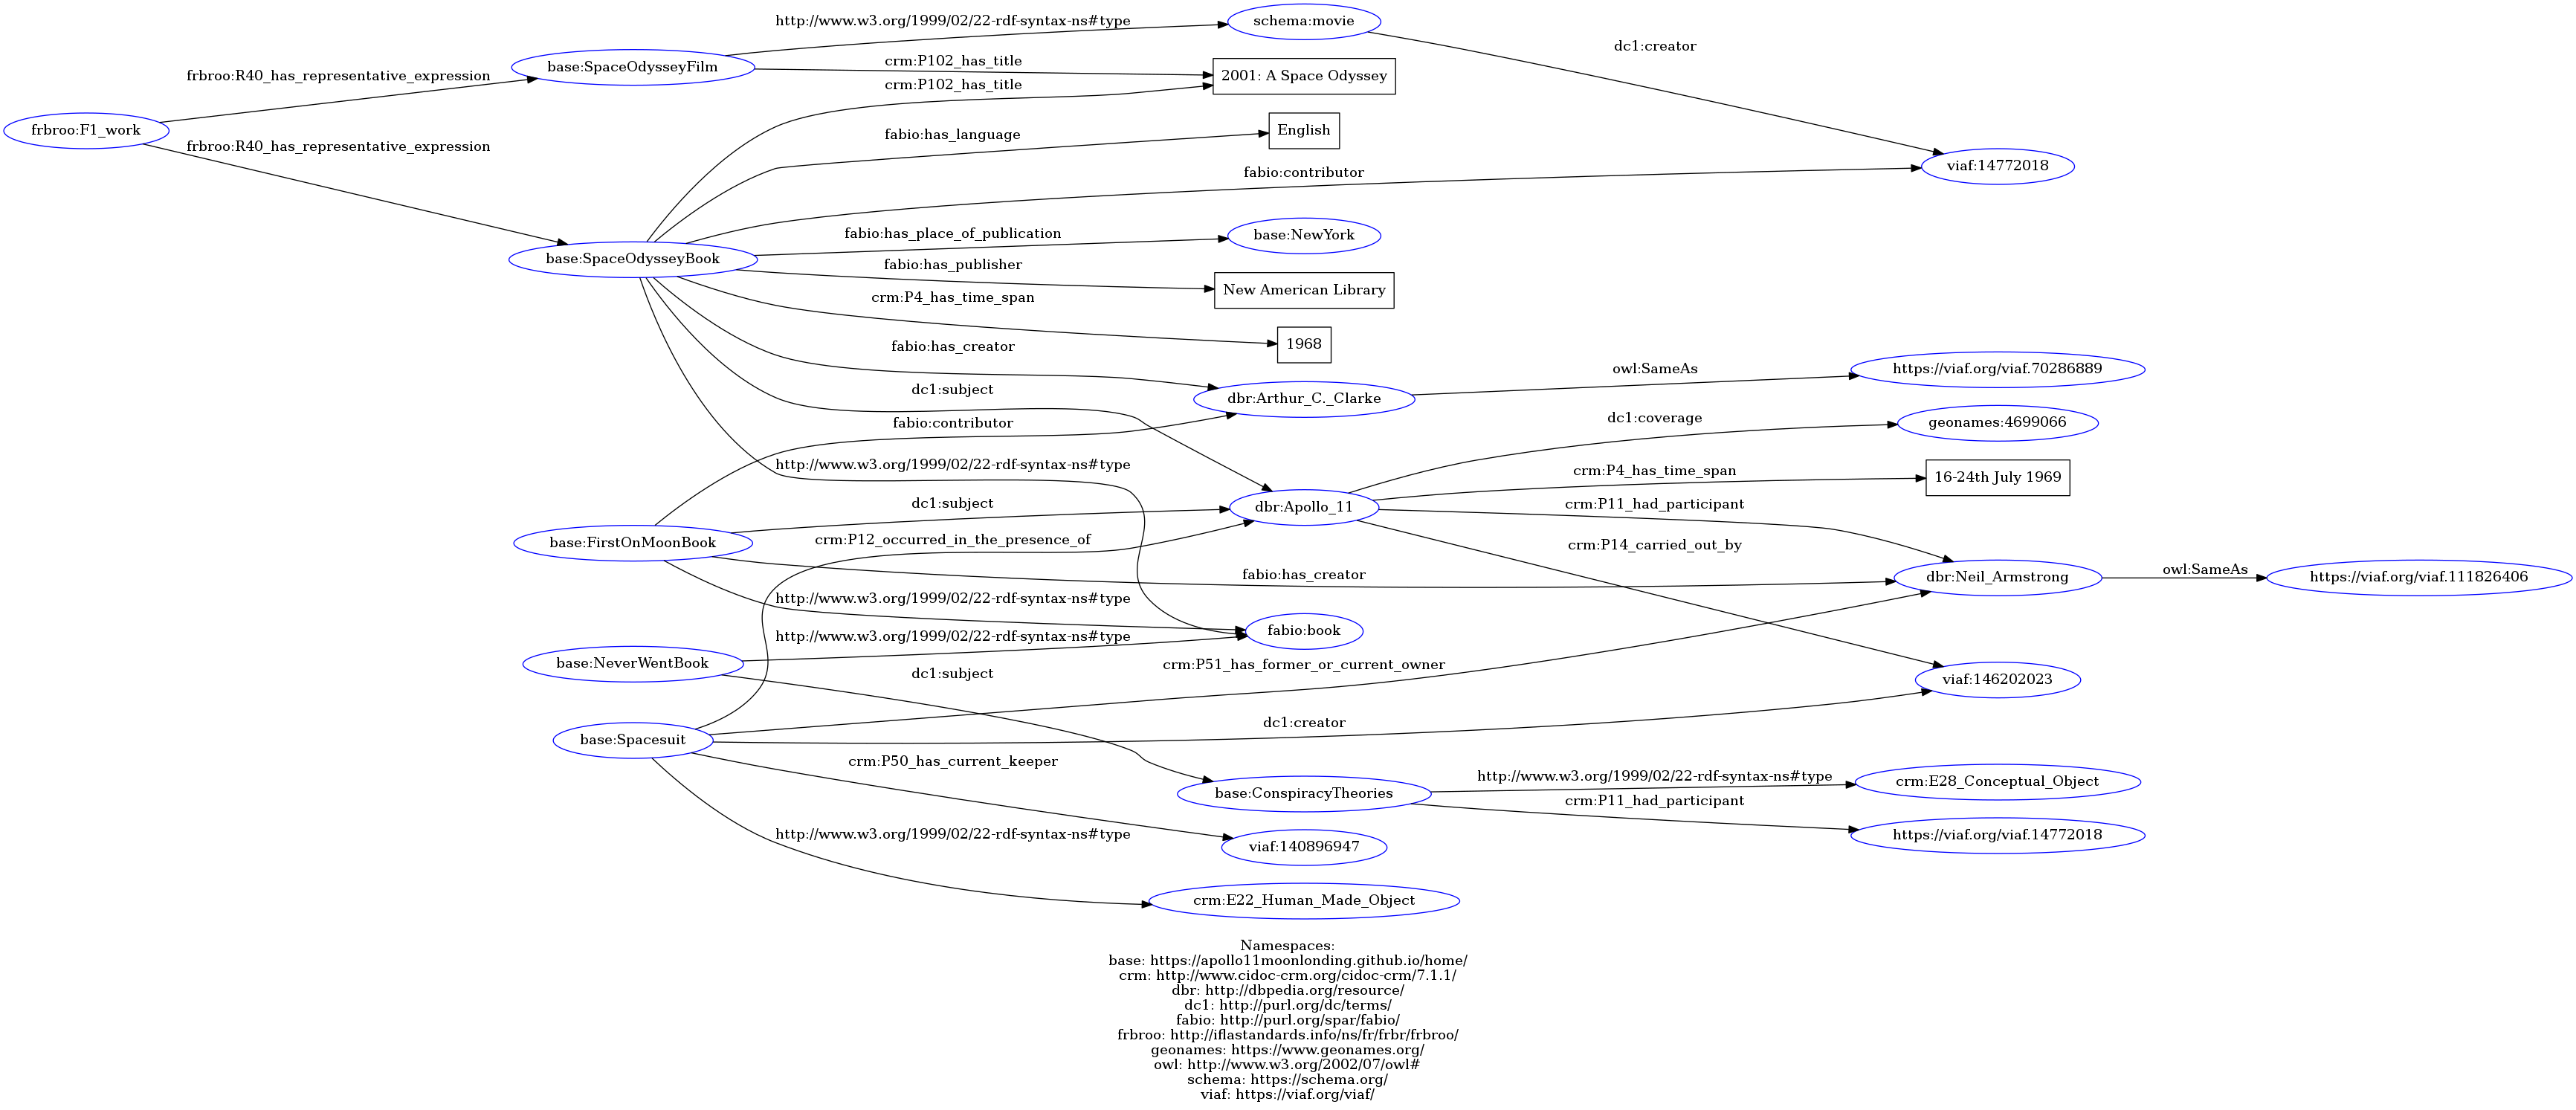 http://www.w3.org/1999/02/22-rdf-syntax-ns#type
schema:movie
dc1:creator
base:SpaceOdysseyFilm
crm:P102_has_title
2001: A Space Odyssey
frbroo:R40_has_representative_expression
crm:P102_has_title
frbroo:F1_work
fabio:has_language
English
frbroo:R40_has_representative_expression
fabio:contributor
viaf:14772018
fabio:has_place_of_publication
base:NewYork
base:SpaceOdysseyBook
fabio:has_publisher
New American Library
crm:P4_has_time_span
1968
fabio:has_creator
dbr:Arthur_C._Clarke
owl:SameAs
https://viaf.org/viaf.70286889
dc1:subject
fabio:contributor
dc1:coverage
geonames:4699066
http://www.w3.org/1999/02/22-rdf-syntax-ns#type
crm:P4_has_time_span
16-24th July 1969
dc1:subject
dbr:Apollo_11
crm:P11_had_participant
base:FirstOnMoonBook
crm:P12_occurred_in_the_presence_of
crm:P14_carried_out_by
fabio:has_creator
dbr:Neil_Armstrong
owl:SameAs
https://viaf.org/viaf.111826406
http://www.w3.org/1999/02/22-rdf-syntax-ns#type
fabio:book
http://www.w3.org/1999/02/22-rdf-syntax-ns#type
base:NeverWentBook
crm:P51_has_former_or_current_owner
dc1:subject
viaf:146202023
base:Spacesuit
dc1:creator
crm:P50_has_current_keeper
base:ConspiracyTheories
http://www.w3.org/1999/02/22-rdf-syntax-ns#type
crm:E28_Conceptual_Object
crm:P11_had_participant
https://viaf.org/viaf.14772018
http://www.w3.org/1999/02/22-rdf-syntax-ns#type
viaf:140896947
crm:E22_Human_Made_Object
Namespaces:
base: https://apollo11moonlonding.github.io/home/
crm: http://www.cidoc-crm.org/cidoc-crm/7.1.1/
dbr: http://dbpedia.org/resource/
dc1: http://purl.org/dc/terms/
fabio: http://purl.org/spar/fabio/
frbroo: http://iflastandards.info/ns/fr/frbr/frbroo/
geonames: https://www.geonames.org/
owl: http://www.w3.org/2002/07/owl#
schema: https://schema.org/
viaf: https://viaf.org/viaf/